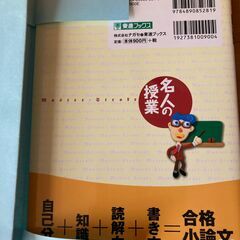 9784890852819
1927381009004
東進ブックス
株式会社ナガセ●東進ブックス
定価：本体900円＋税
名人の
授業
自己分
＋
知識
＋
読解力
＋
書き方
＝
合格
小論文